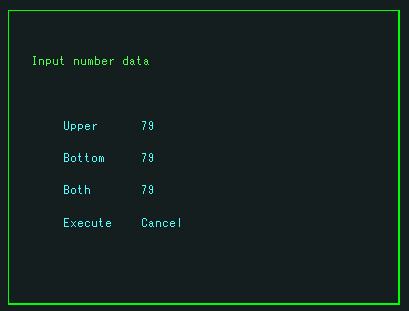 Input number data
Upper 79
Bottom 79
Both 79
Execute Cancel